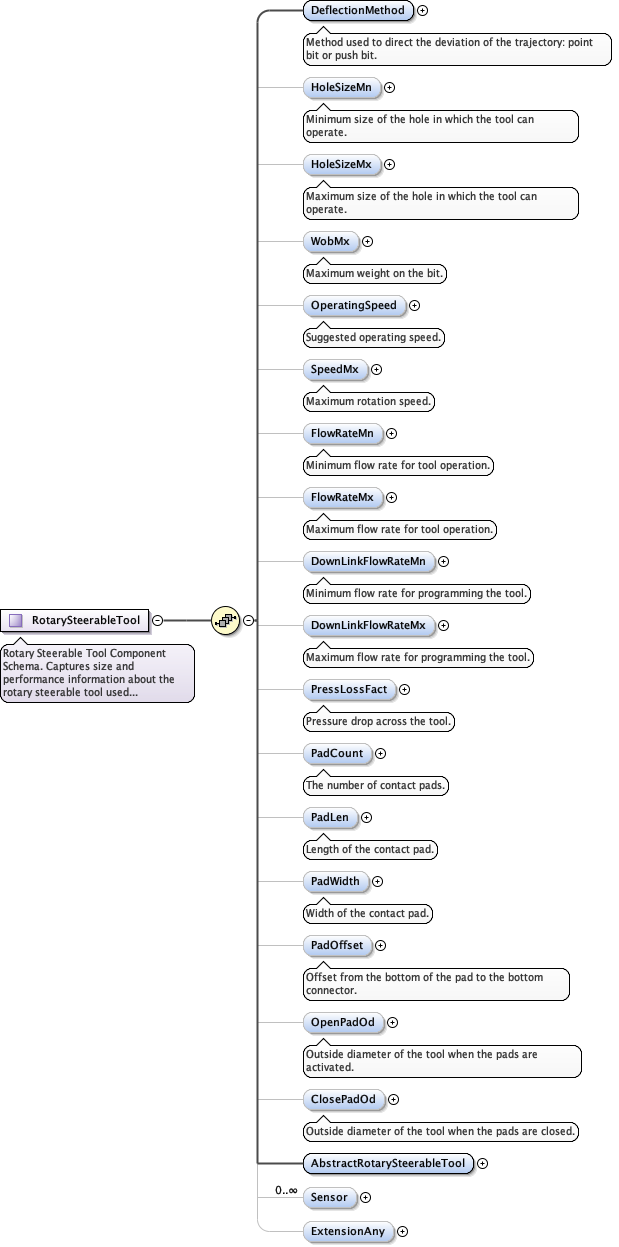 DeflectionMethod
Method used to direct the deviation of the trajectory: point
bit or push bit.
HoleSizeMn
Minimum size of the hole in which the tool can
operate.
HoleSizeMx
Maximum size of the hole in which the tool can
operate.
WobMx
Maximum weight on the bit.
OperatingSpeed
Suggested operating speed.
SpeedMx
Maximum rotation speed.
FlowRateMn
Minimum flow rate for tool operation.
FlowRateMx
Maximum flow rate for tool operation.
DownLinkFlowRateMn
Minimum flow rate for programming the tool.
RotarySteerableTool
Rotary Steerable Tool Component
Schema. Captures size and
performance information about the
rotary steerable tool used...
DownLinkFlowRateMx
Maximum flow rate for programming the tool.
PressLossFact
Pressure drop across the tool.
PadCount
The number of contact pads.
PadLen
Length of the contact pad.
PadWidth
Width of the contact pad.
PadOffset
Offset from the bottom of the pad to the bottom
connector.
OpenPadOd
Outside diameter of the tool when the pads are
activated.
ClosePadOd
Outside diameter of the tool when the pads are closed.
AbstractRotarySteerableTool
0..∞
Sensor
ExtensionAny